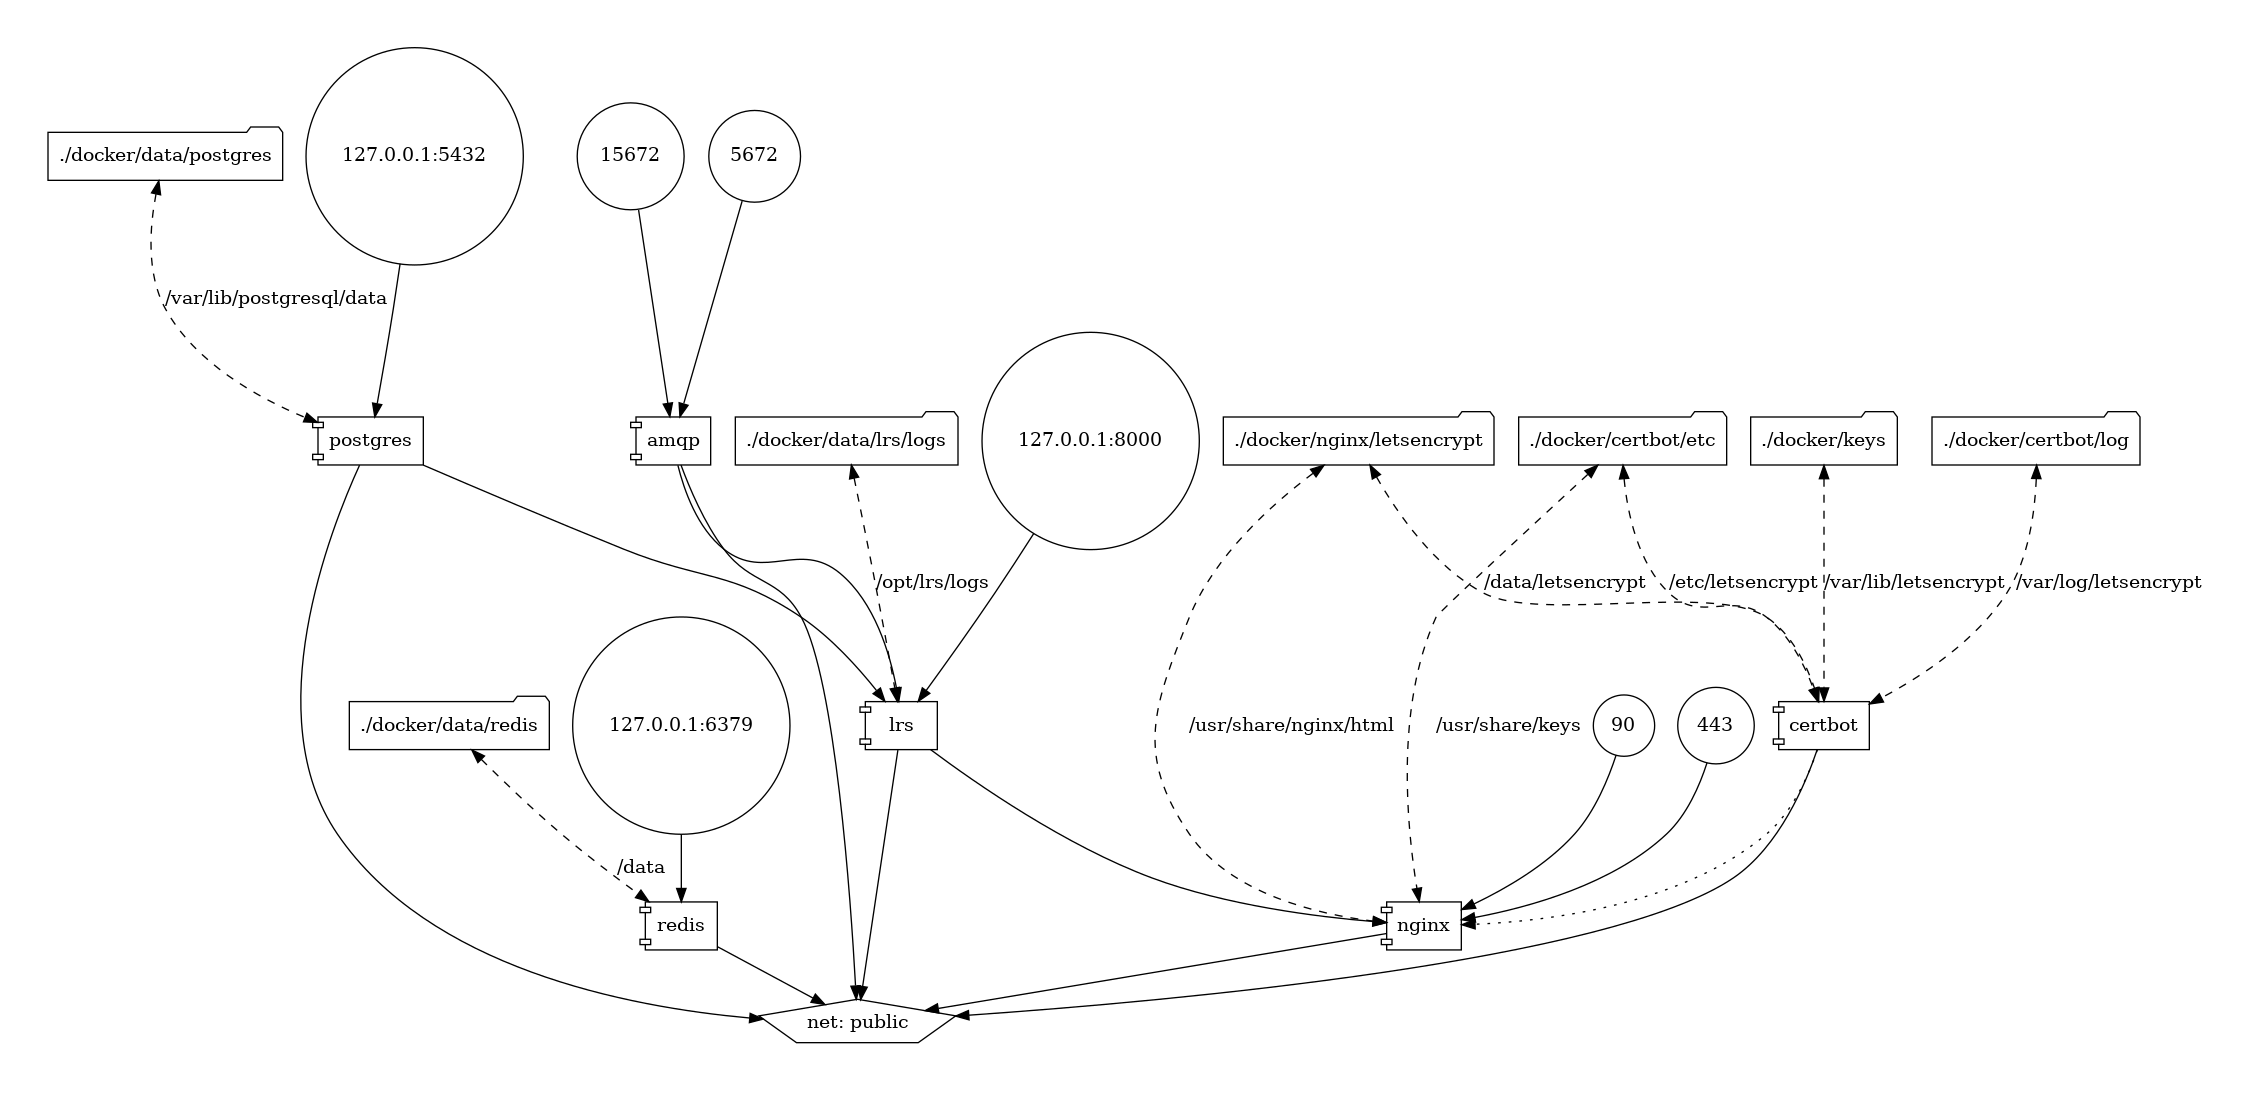 ./docker/data/postgres
127.0.0.1:5432
15672
5672
/var/lib/postgresql/data
postgres
amqp
./docker/data/lrs/logs
127.0.0.1:8000
./docker/nginx/letsencrypt
./docker/certbot/etc
./docker/keys
./docker/certbot/log
/opt/lrs/logs
/data/letsencrypt
/etc/letsencrypt
/var/lib/letsencrypt
/var/log/letsencrypt
./docker/data/redis
127.0.0.1:6379
lrs
/usr/share/nginx/html
/usr/share/keys
90
443
certbot
/data
redis
nginx
net: public